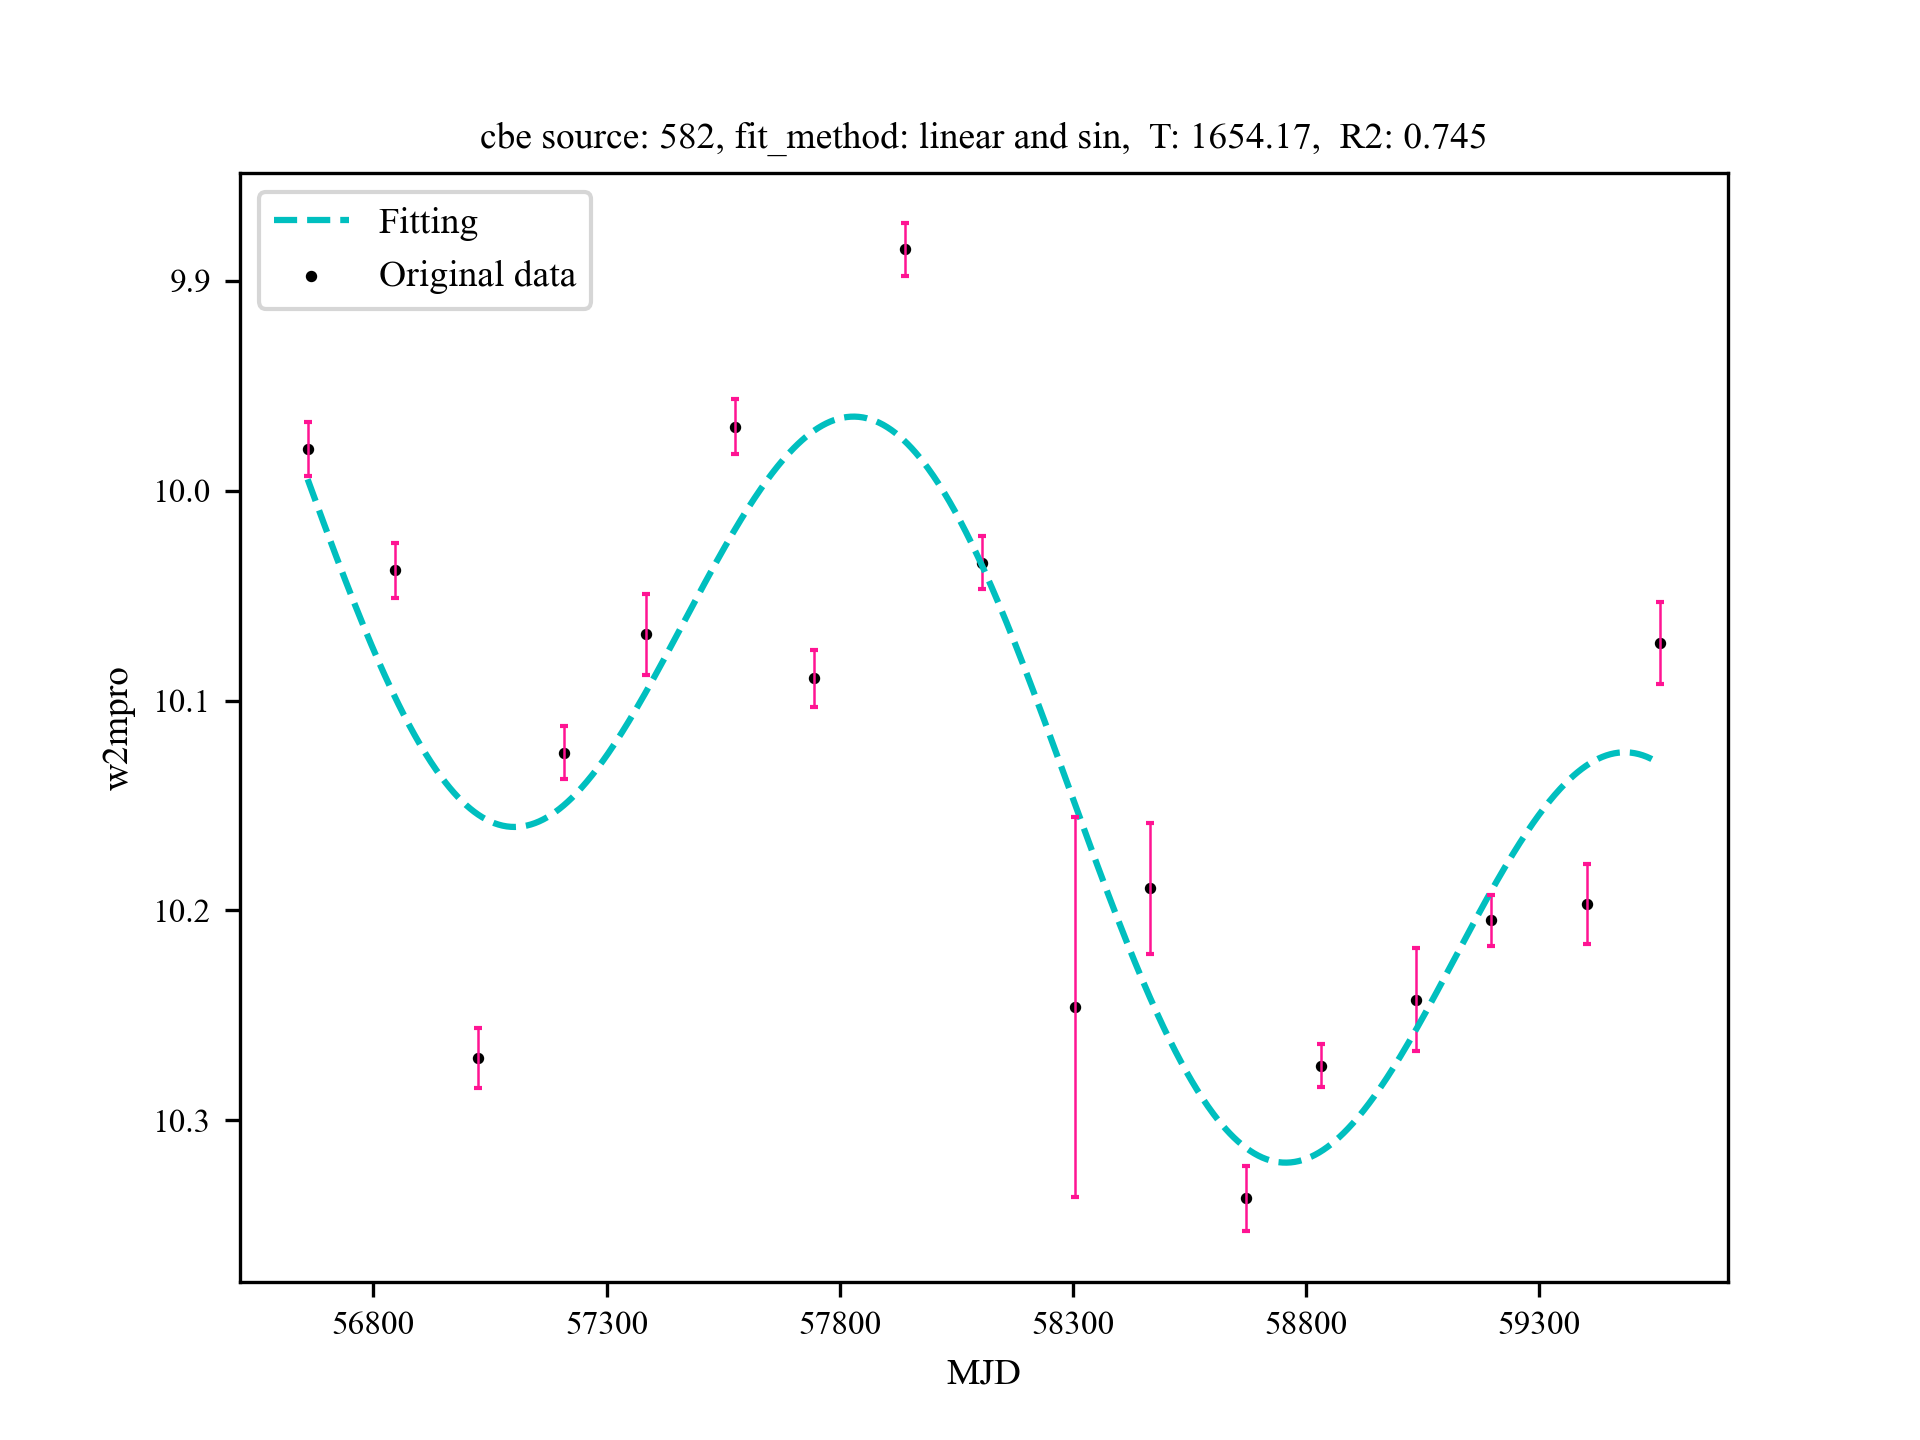 cbe source: 582, fit_method: linear and sin,  T: 1654.17,  R2: 0.745
Fitting
Original data
9.9
10.0
10.1
10.2
10.3
w2mpro
56800
57300
57800
58300
58800
59300
MJD